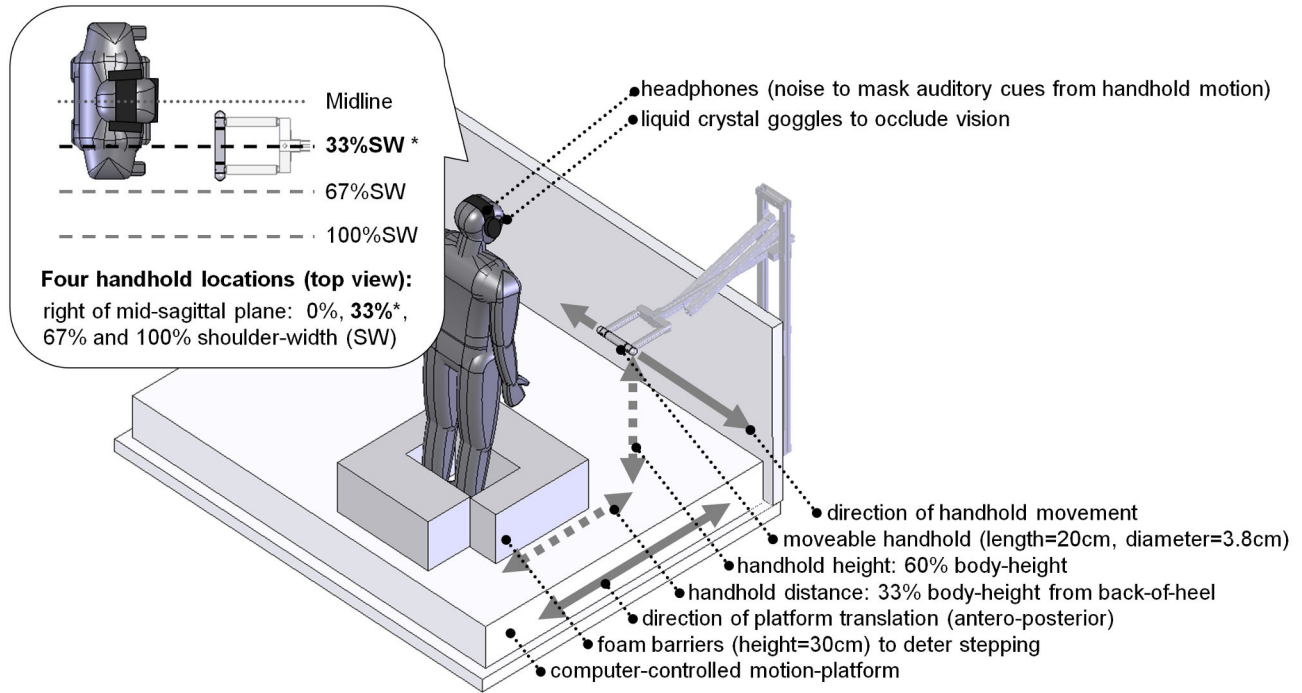 Midline
33%SW *
67%SW
100%SW
Four handhold locations (top view):
right of mid-sagittal plane: 0%, 33%*,
67% and 100% shoulder-width (SW)
headphones (noise to mask auditory cues from handhold motion)
liquid crystal goggles to occlude vision
direction of handhold movement
moveable handhold (length=20cm, diameter=3.8cm)
handhold height: 60% body-height
handhold distance: 33% body-height from back-of-heel
direction of platform translation (antero-posterior)
foam barriers (height=30cm) to deter stepping
computer-controlled motion-platform